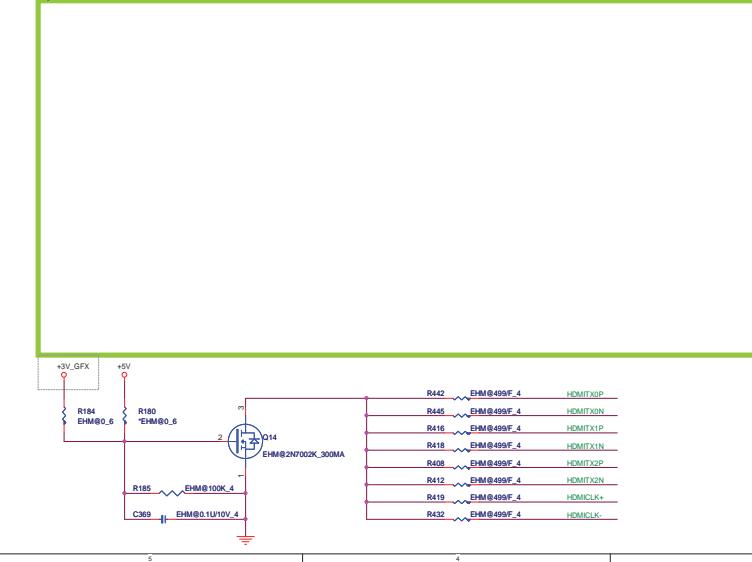 +3V_GFX
+5V
R184
EHM@0_6
R180
*EHM@0_6
3
2
Q14
EHM@2N7002K_300MA
1
R185
EHM@100K_4
C369
EHM@0.1U/10V_4
R442
EHM@499/F_4
HDMITX0P
R445
EHM@499/F_4
HDMITX0N
R416
EHM@499/F_4
HDMITX1P
R418
EHM@499/F_4
HDMITX1N
R408
EHM@499/F_4
HDMITX2P
R412
EHM@499/F_4
HDMITX2N
R419
EHM@499/F_4
HDMICLK+
R432
EHM@499/F_4
HDMICLK-
5
4